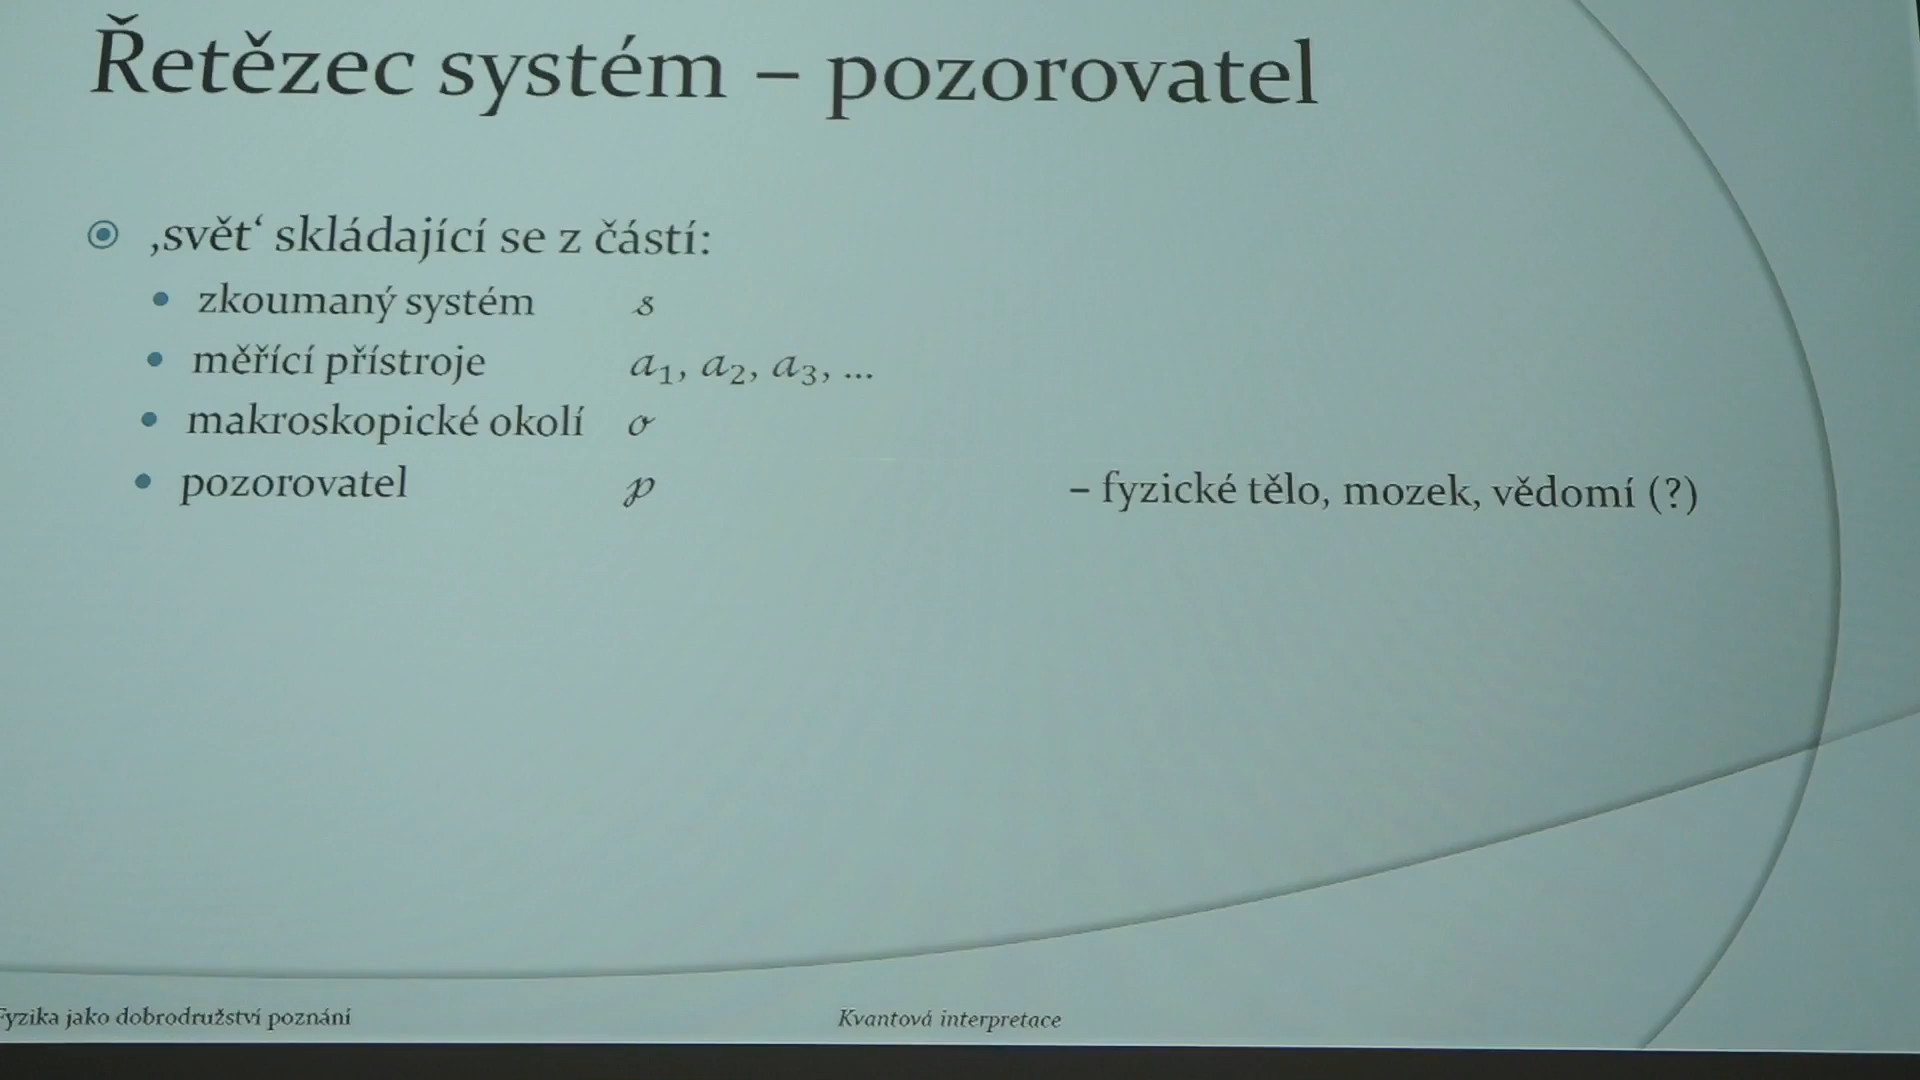 Řetězec systém – pozorovatel
‚svět‘ skládající se z částí:
zkoumaný systém 𝓈
měřící přístroje 𝒶₁, 𝒶₂, 𝒶₃, ...
makroskopické okolí ℴ
pozorovatel 𝓅 – fyzické tělo, mozek, vědomí (?)
Fyzika jako dobrodružství poznání Kvantová interpretace